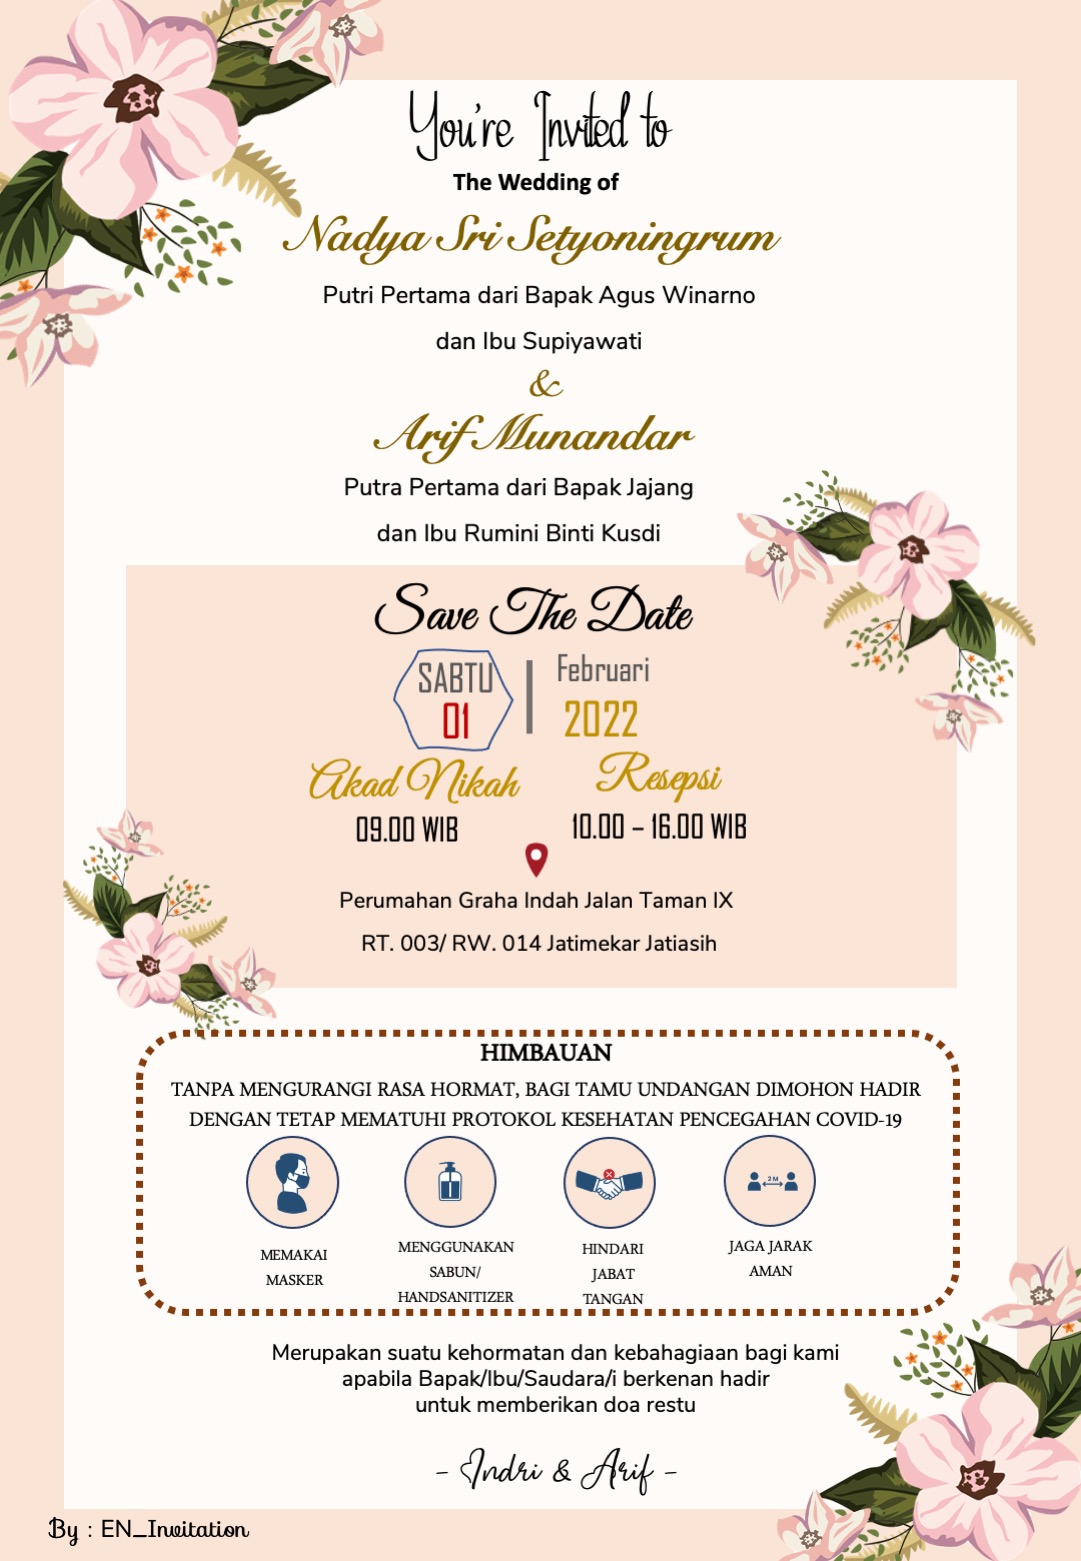 You're Invited to
The Wedding of
Nadya Sri Setyoningrum
Putri Pertama dari Bapak Agus Winarno
dan Ibu Supiyawati
&
Arif Munandar
Putra Pertama dari Bapak Jajang
dan Ibu Rumini Binti Kusdi
Save The Date
SABTU
01
Februari
2022
Akad Nikah
09.00 WIB
Resepsi
10.00 – 16.00 WIB
Perumahan Graha Indah Jalan Taman IX
RT. 003/ RW. 014 Jatimekar Jatiasih
HIMBAUAN
TANPA MENGURANGI RASA HORMAT, BAGI TAMU UNDANGAN DIMOHON HADIR
DENGAN TETAP MEMATUHI PROTOKOL KESEHATAN PENCEGAHAN COVID-19
MEMAKAI
MASKER
MENGGUNAKAN
SABUN/
HANDSANITIZER
HINDARI
JABAT
TANGAN
2 M
JAGA JARAK
AMAN
Merupakan suatu kehormatan dan kebahagiaan bagi kami
apabila Bapak/Ibu/Saudara/i berkenan hadir
untuk memberikan doa restu
- Indri & Arif -
By : EN_Invitation